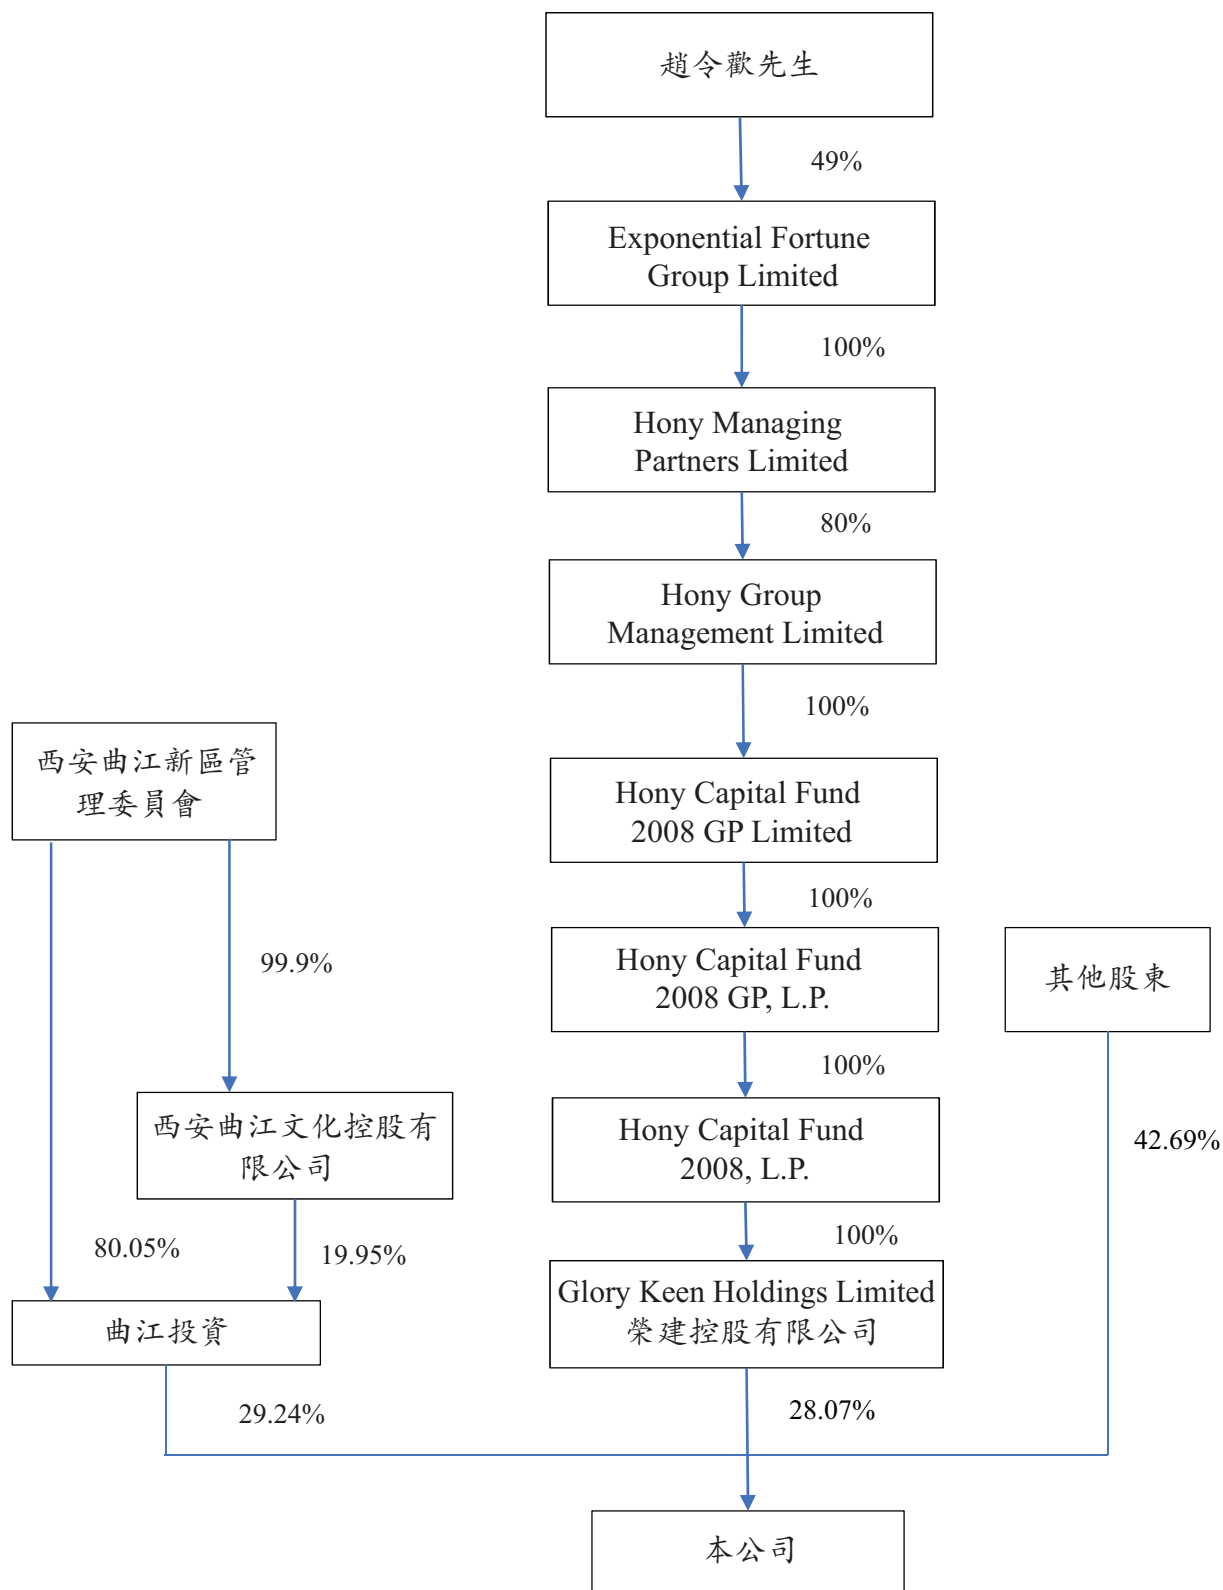 趙令歡先生
49%
Exponential Fortune
Group Limited
100%
Hony Managing
Partners Limited
80%
Hony Group
Management Limited
100%
西安曲江新區管
理委員會
Hony Capital Fund
2008 GP Limited
100%
99.9%
Hony Capital Fund
2008 GP, L.P.
其他股東
100%
西安曲江文化控股有
限公司
Hony Capital Fund
2008, L.P.
42.69%
80.05%
19.95%
100%
曲江投資
Glory Keen Holdings Limited
榮建控股有限公司
29.24%
28.07%
本公司